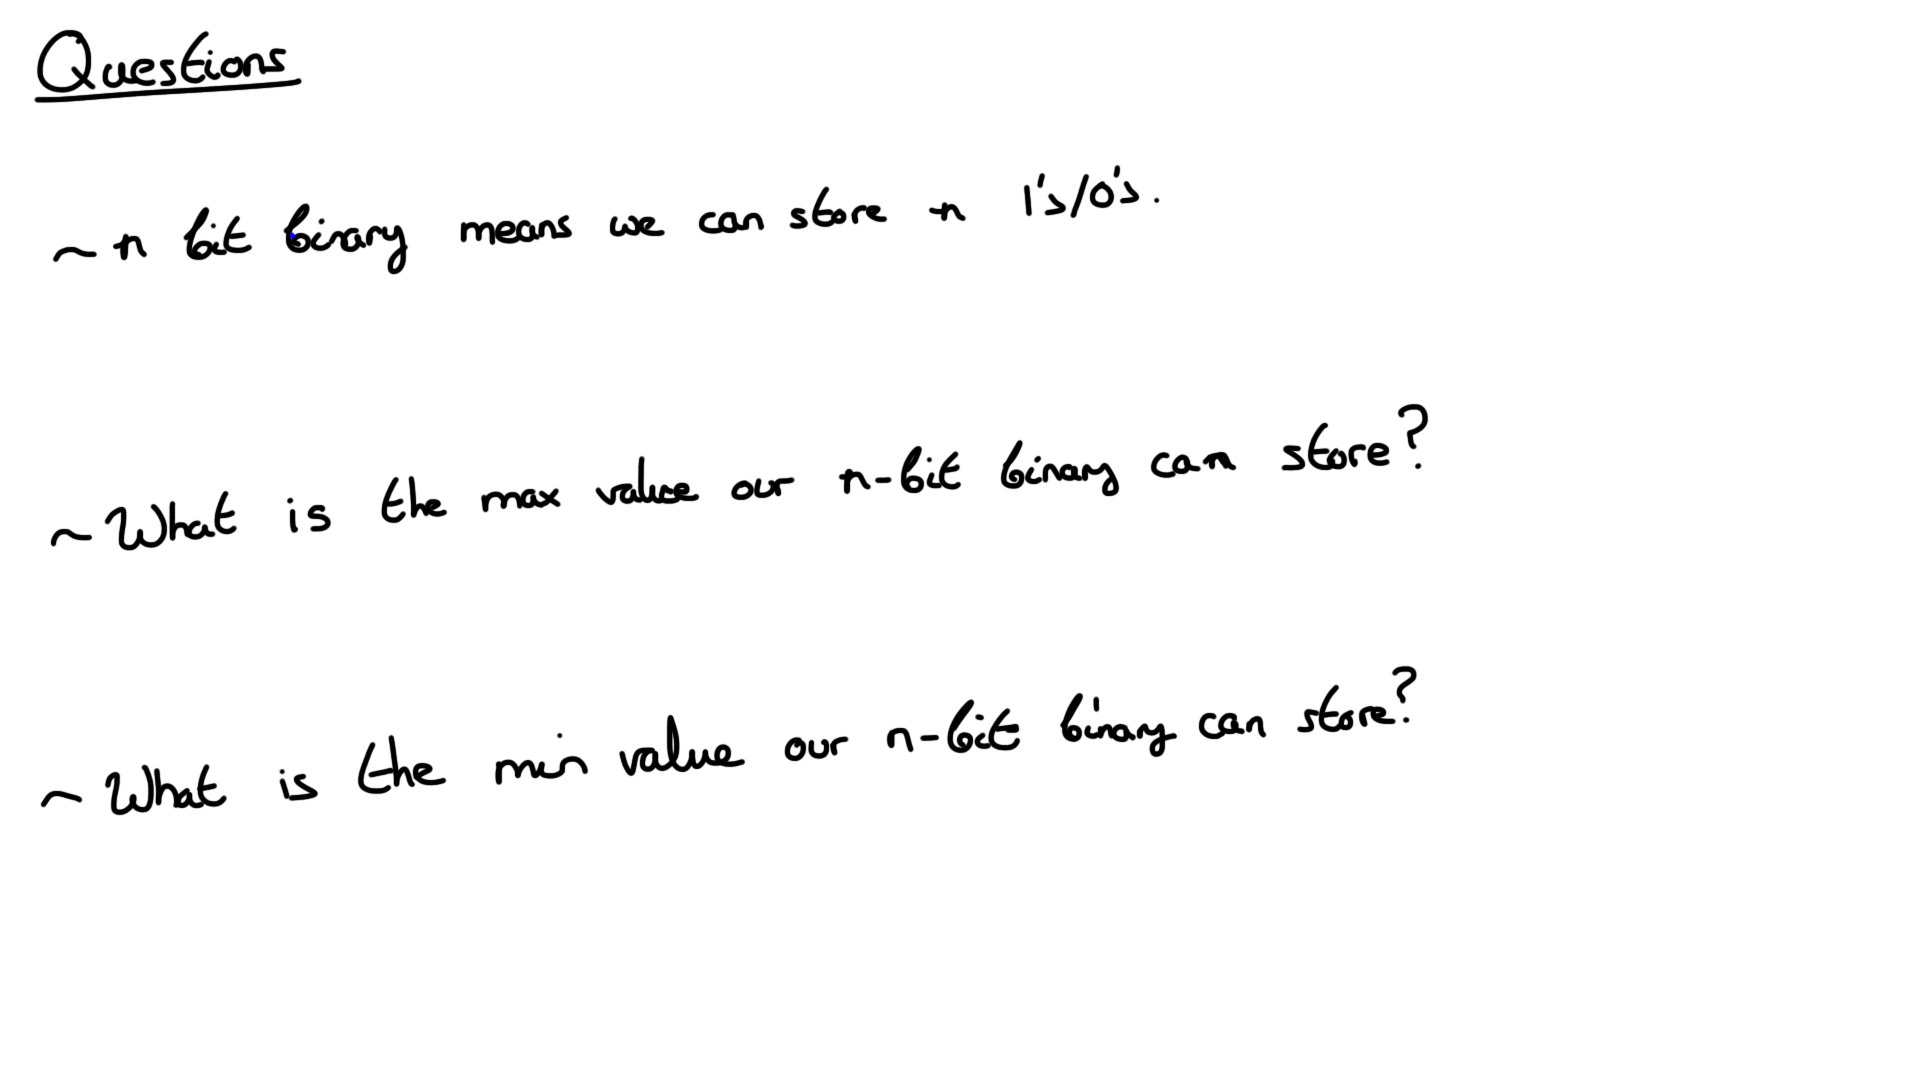 Questions
~ n bit binary means we can store n 1's/0's.
~ What is the max value our n-bit binary can store?
~ What is the min value our n-bit binary can store?